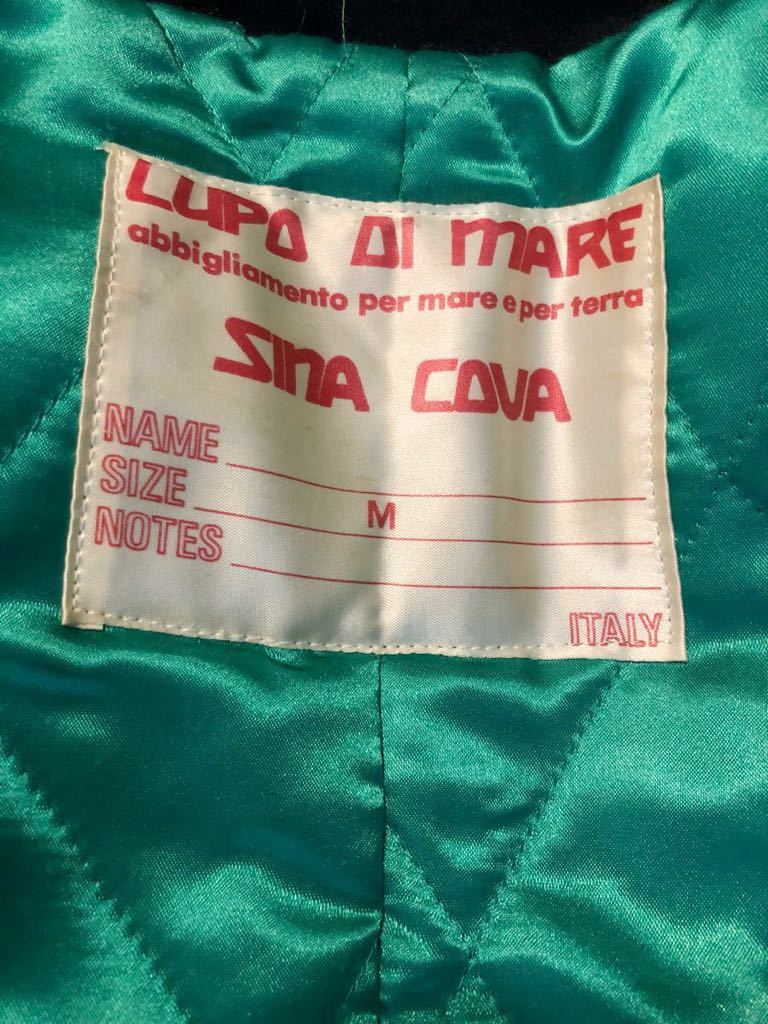 LUPO DI MARE
abbigliamento per mare e per terra
SINA COVA
NAME
SIZE M
NOTES
ITALY